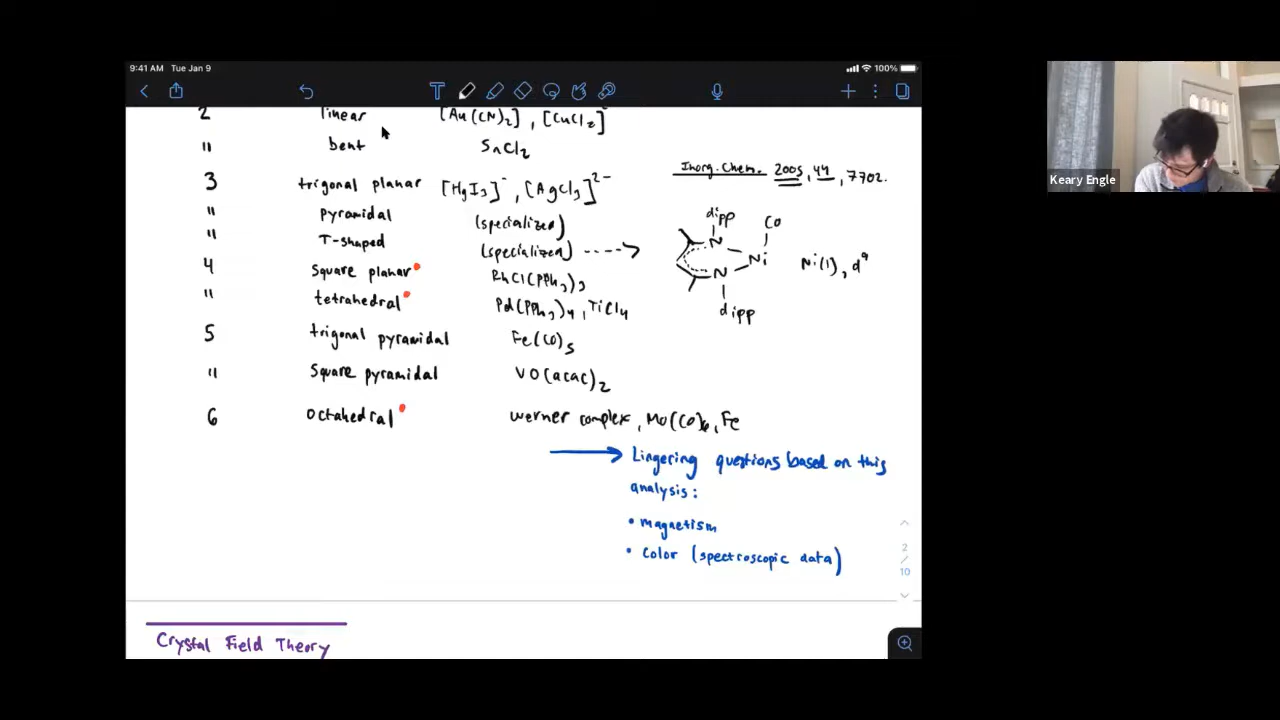 9:41 AM Tue Jan 9
100%
2 linear [Au(CN)2], [CuCl2]-
" bent SnCl2
3 trigonal planar [HgI3]-, [AgCl3]2-
" pyramidal (specialized)
" T-shaped (specialized)
4 square planar RhCl(PPh3)3
" tetrahedral Pd(PPh3)4, TiCl4
5 trigonal pyramidal Fe(CO)5
" Square pyramidal VO(acac)2
6 octahedral werner complex, Mo(CO)6, Fe
Inorg. Chem. 2005, 44, 7702.
dipp
CO
N
Ni
N
dipp
Ni(I), d9
Lingering questions based on this
analysis:
• magnetism
• color (spectroscopic data)
2
/
10
Crystal Field Theory
Keary Engle